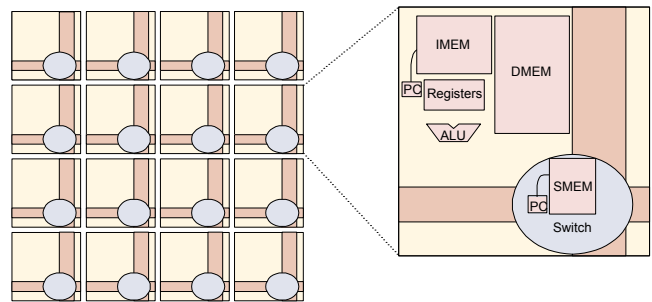 IMEM
DMEM
PC
Registers
ALU
SMEM
PC
Switch